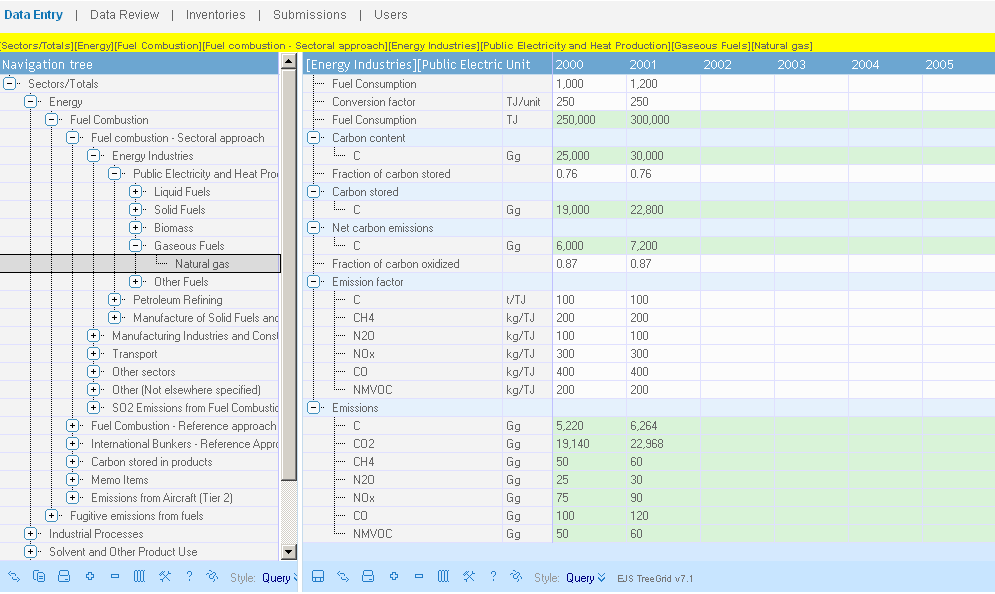 Data Entry | Data Review | Inventories | Submissions | Users
[Sectors/Totals][Energy][Fuel Combustion][Fuel combustion - Sectoral approach][Energy Industries][Public Electricity and Heat Production][Gaseous Fuels][Natural gas]
Navigation tree
Sectors/Totals
Energy
Fuel Combustion
Fuel combustion - Sectoral approach
Energy Industries
Public Electricity and Heat Pro
Liquid Fuels
Solid Fuels
Biomass
Gaseous Fuels
Natural gas
Other Fuels
Petroleum Refining
Manufacture of Solid Fuels and
Manufacturing Industries and Const
Transport
Other sectors
Other (Not elsewhere specified)
SO2 Emissions from Fuel Combustic
Fuel Combustion - Reference approach
International Bunkers - Reference Appro
Carbon stored in products
Memo Items
Emissions from Aircraft (Tier 2)
Fugitive emissions from fuels
Industrial Processes
Solvent and Other Product Use
? Style: Query
[Energy Industries][Public Electric Unit 2000 2001 2002 2003 2004 2005
Fuel Consumption 1,000 1,200
Conversion factor TJ/unit 250 250
Fuel Consumption TJ 250,000 300,000
Carbon content
C Gg 25,000 30,000
Fraction of carbon stored 0.76 0.76
Carbon stored
C Gg 19,000 22,800
Net carbon emissions
C Gg 6,000 7,200
Fraction of carbon oxidized 0.87 0.87
Emission factor
C t/TJ 100 100
CH4 kg/TJ 200 200
N2O kg/TJ 100 100
NOx kg/TJ 300 300
CO kg/TJ 400 400
NMVOC kg/TJ 200 200
Emissions
C Gg 5,220 6,264
CO2 Gg 19,140 22,968
CH4 Gg 50 60
N2O Gg 25 30
NOx Gg 75 90
CO Gg 100 120
NMVOC Gg 50 60
? Style: Query EJS TreeGrid v7.1